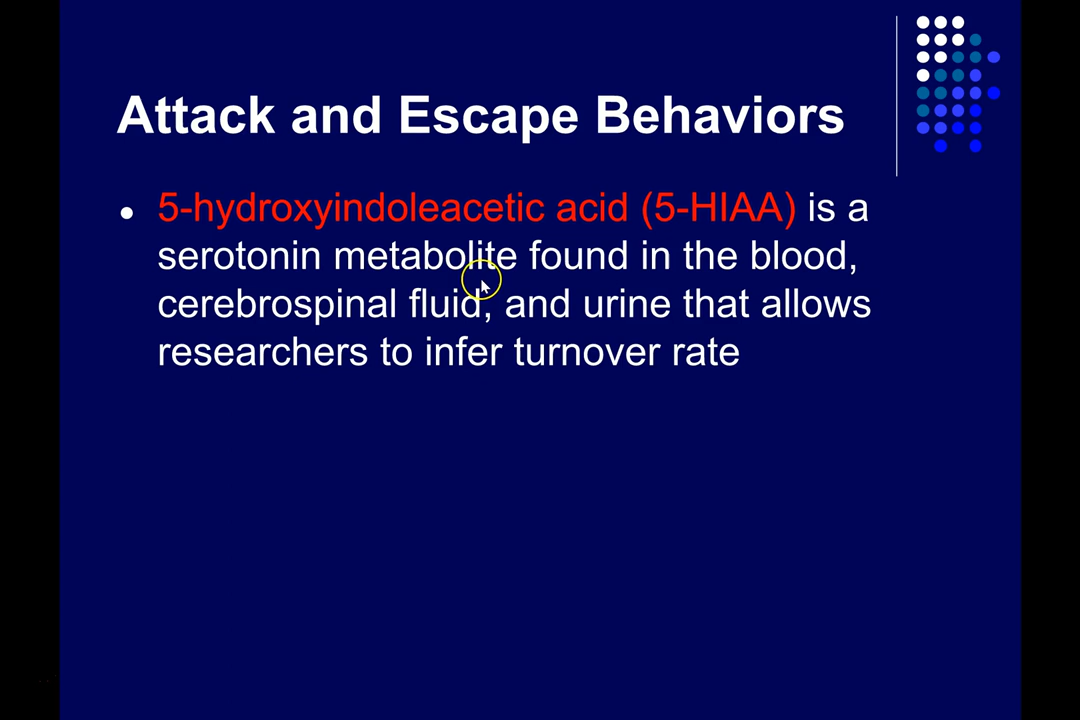 Attack and Escape Behaviors
• 5-hydroxyindoleacetic acid (5-HIAA) is a
serotonin metabolite found in the blood,
cerebrospinal fluid, and urine that allows
researchers to infer turnover rate